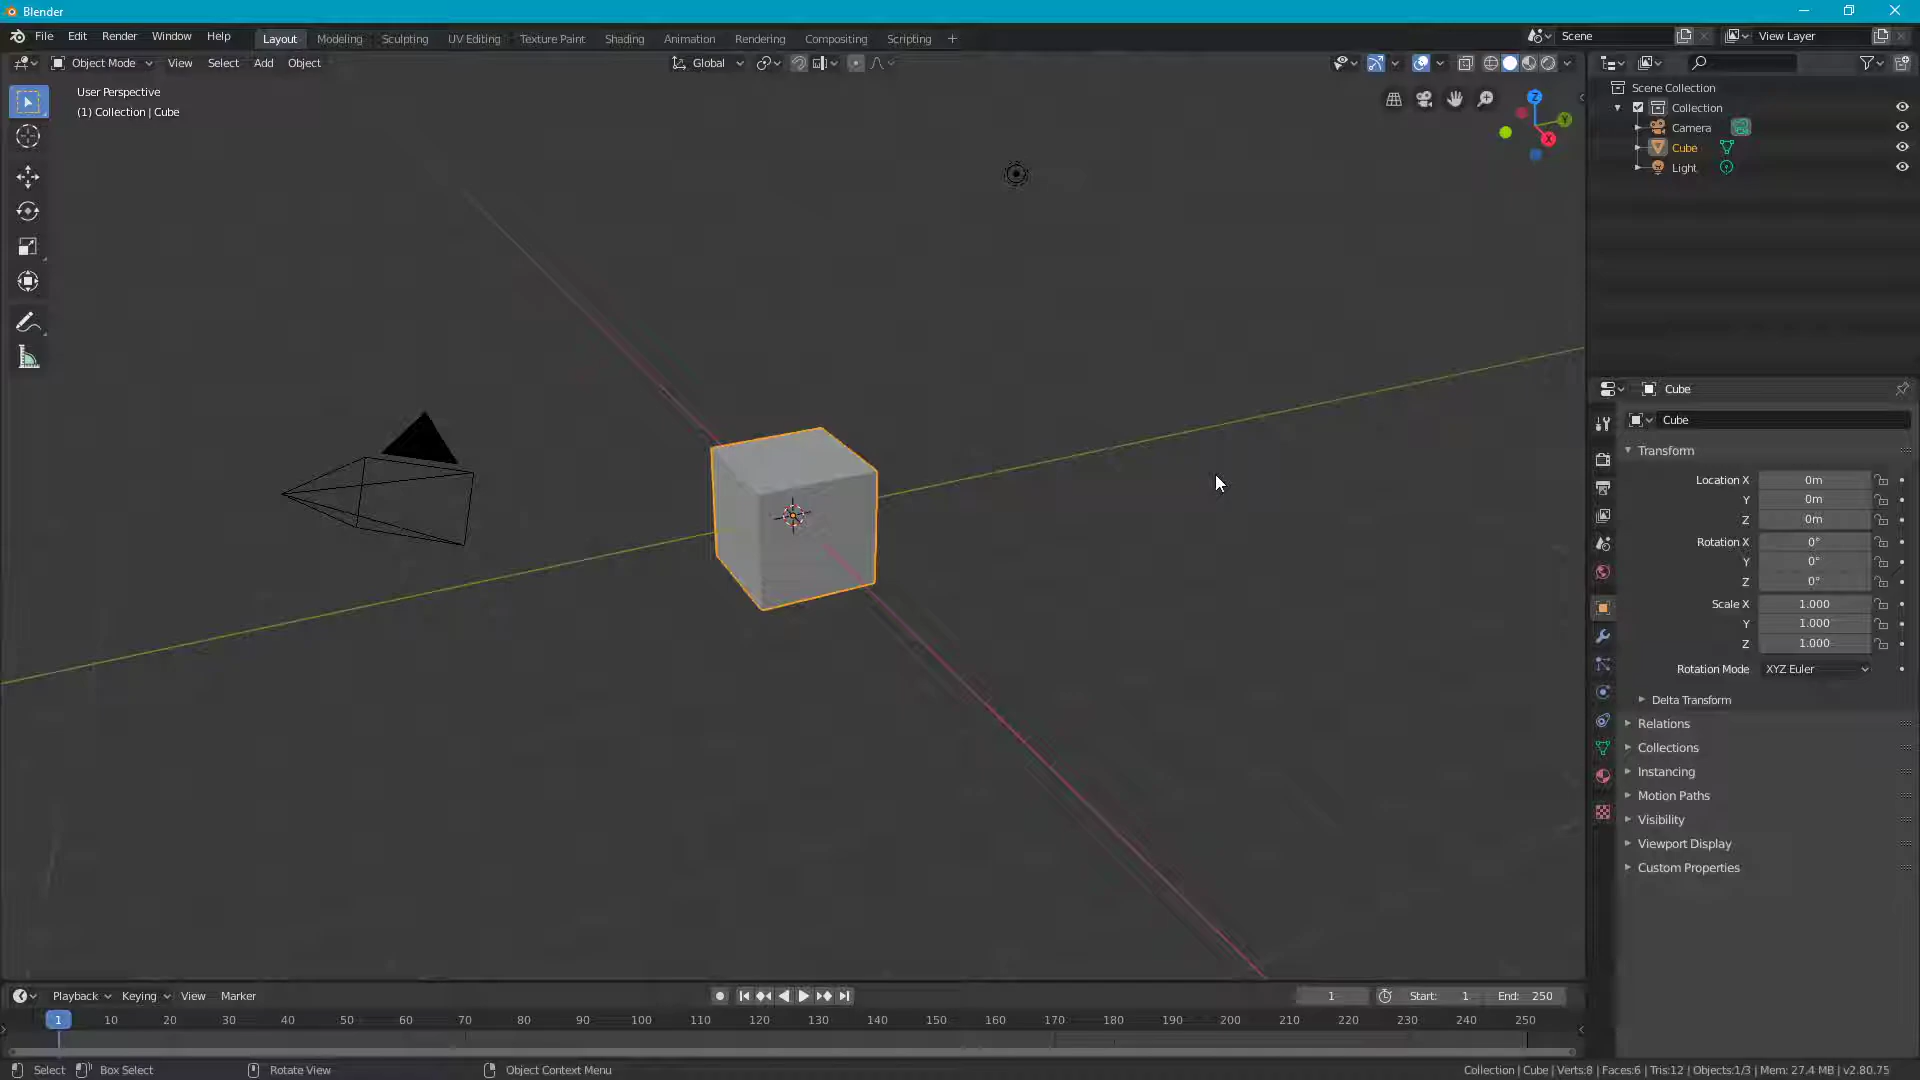 Blender
File Edit Render Window Help Layout Modeling Sculpting UV Editing Texture Paint Shading Animation Rendering Compositing Scripting + Scene View Layer
Object Mode View Select Add Object Global
User Perspective
(1) Collection | Cube
Z
Y
X
Scene Collection
Collection
Camera
Cube
Light
Cube
Cube
Transform
Location X 0m
Y 0m
Z 0m
Rotation X 0°
Y 0°
Z 0°
Scale X 1.000
Y 1.000
Z 1.000
Rotation Mode XYZ Euler
Delta Transform
Relations
Collections
Instancing
Motion Paths
Visibility
Viewport Display
Custom Properties
Playback Keying View Marker 1 Start: 1 End: 250
1 10 20 30 40 50 60 70 80 90 100 110 120 130 140 150 160 170 180 190 200 210 220 230 240 250
Select Box Select Rotate View Object Context Menu Collection | Cube | Verts:8 | Faces:6 | Tris:12 | Objects:1/3 | Mem: 27.4 MB | v2.80.75